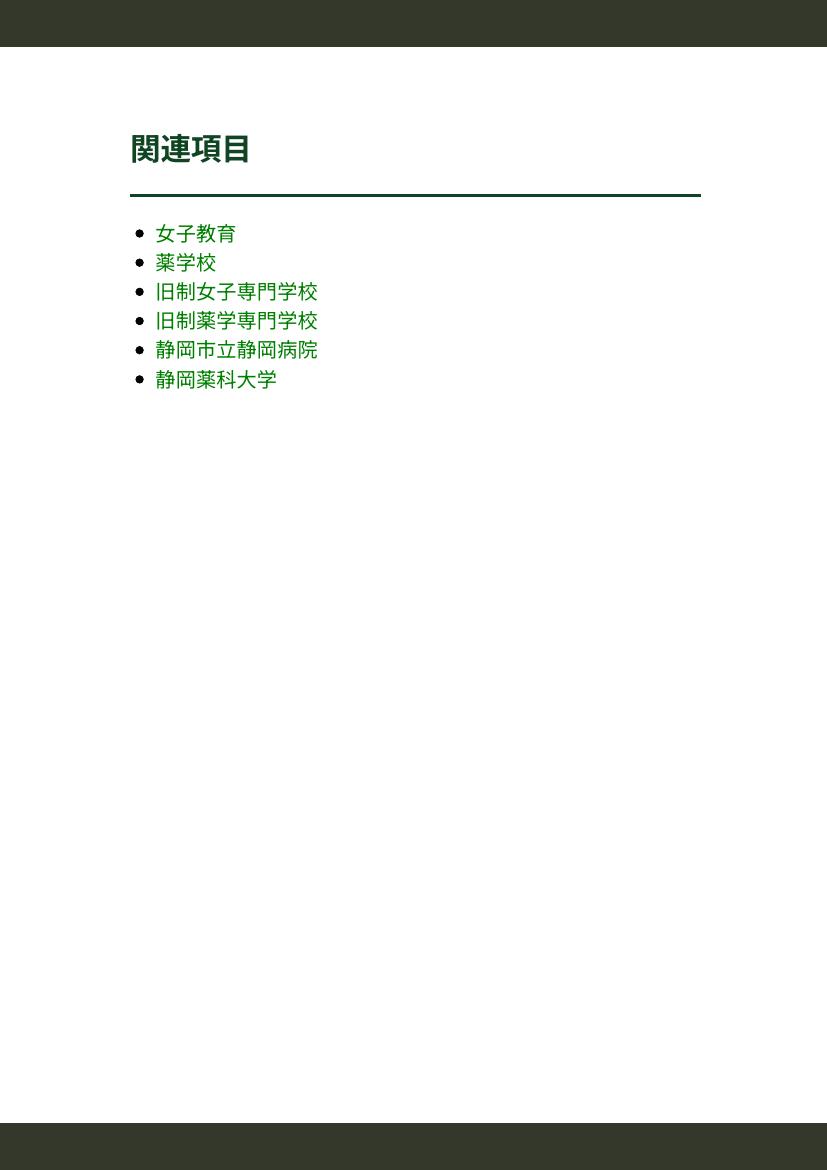 関連項目
女子教育
薬学校
旧制女子専門学校
旧制薬学専門学校
静岡市立静岡病院
静岡薬科大学